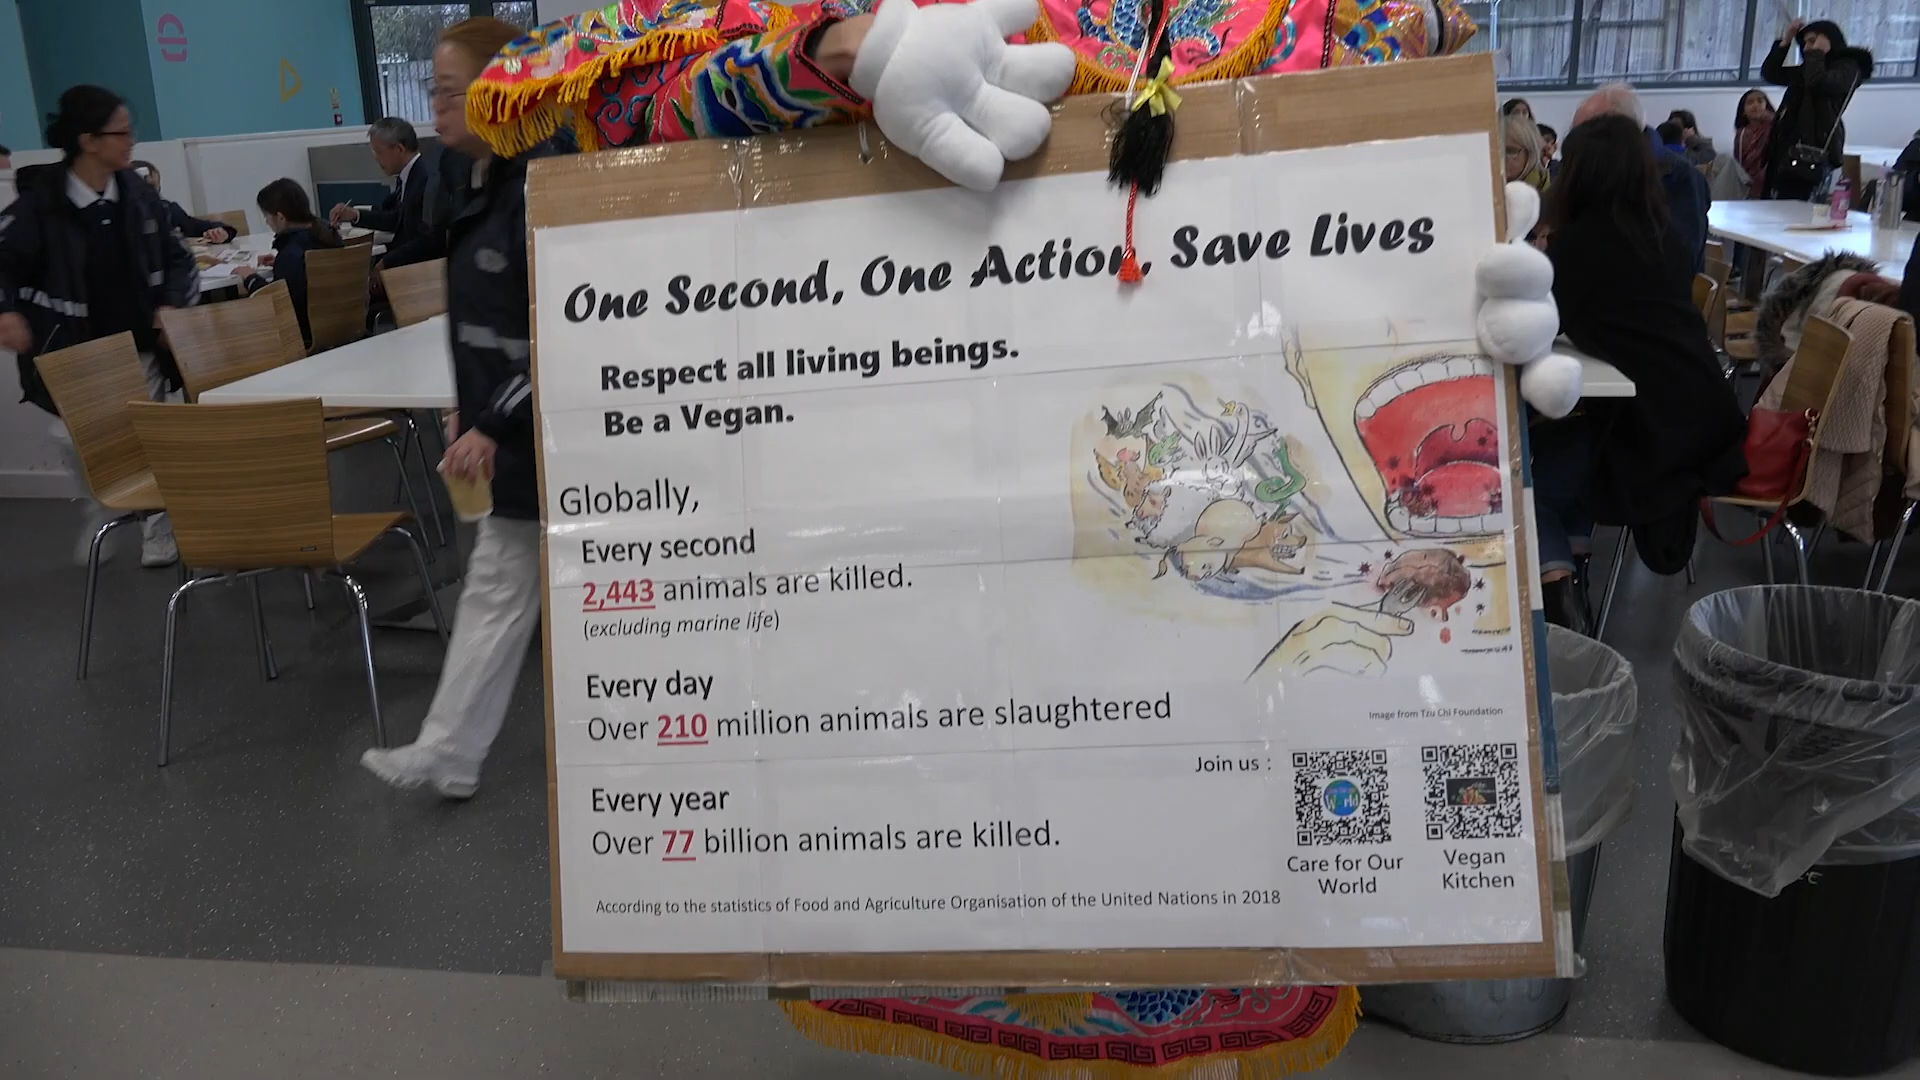 One Second, One Action, Save Lives
Respect all living beings.
Be a Vegan.
Globally,
Every second
2,443 animals are killed.
(excluding marine life)
Every day
Over 210 million animals are slaughtered
Image from Tzu Chi Foundation
Every year
Over 77 billion animals are killed.
Join us :
Care for Our
World
Vegan
Kitchen
According to the statistics of Food and Agriculture Organisation of the United Nations in 2018